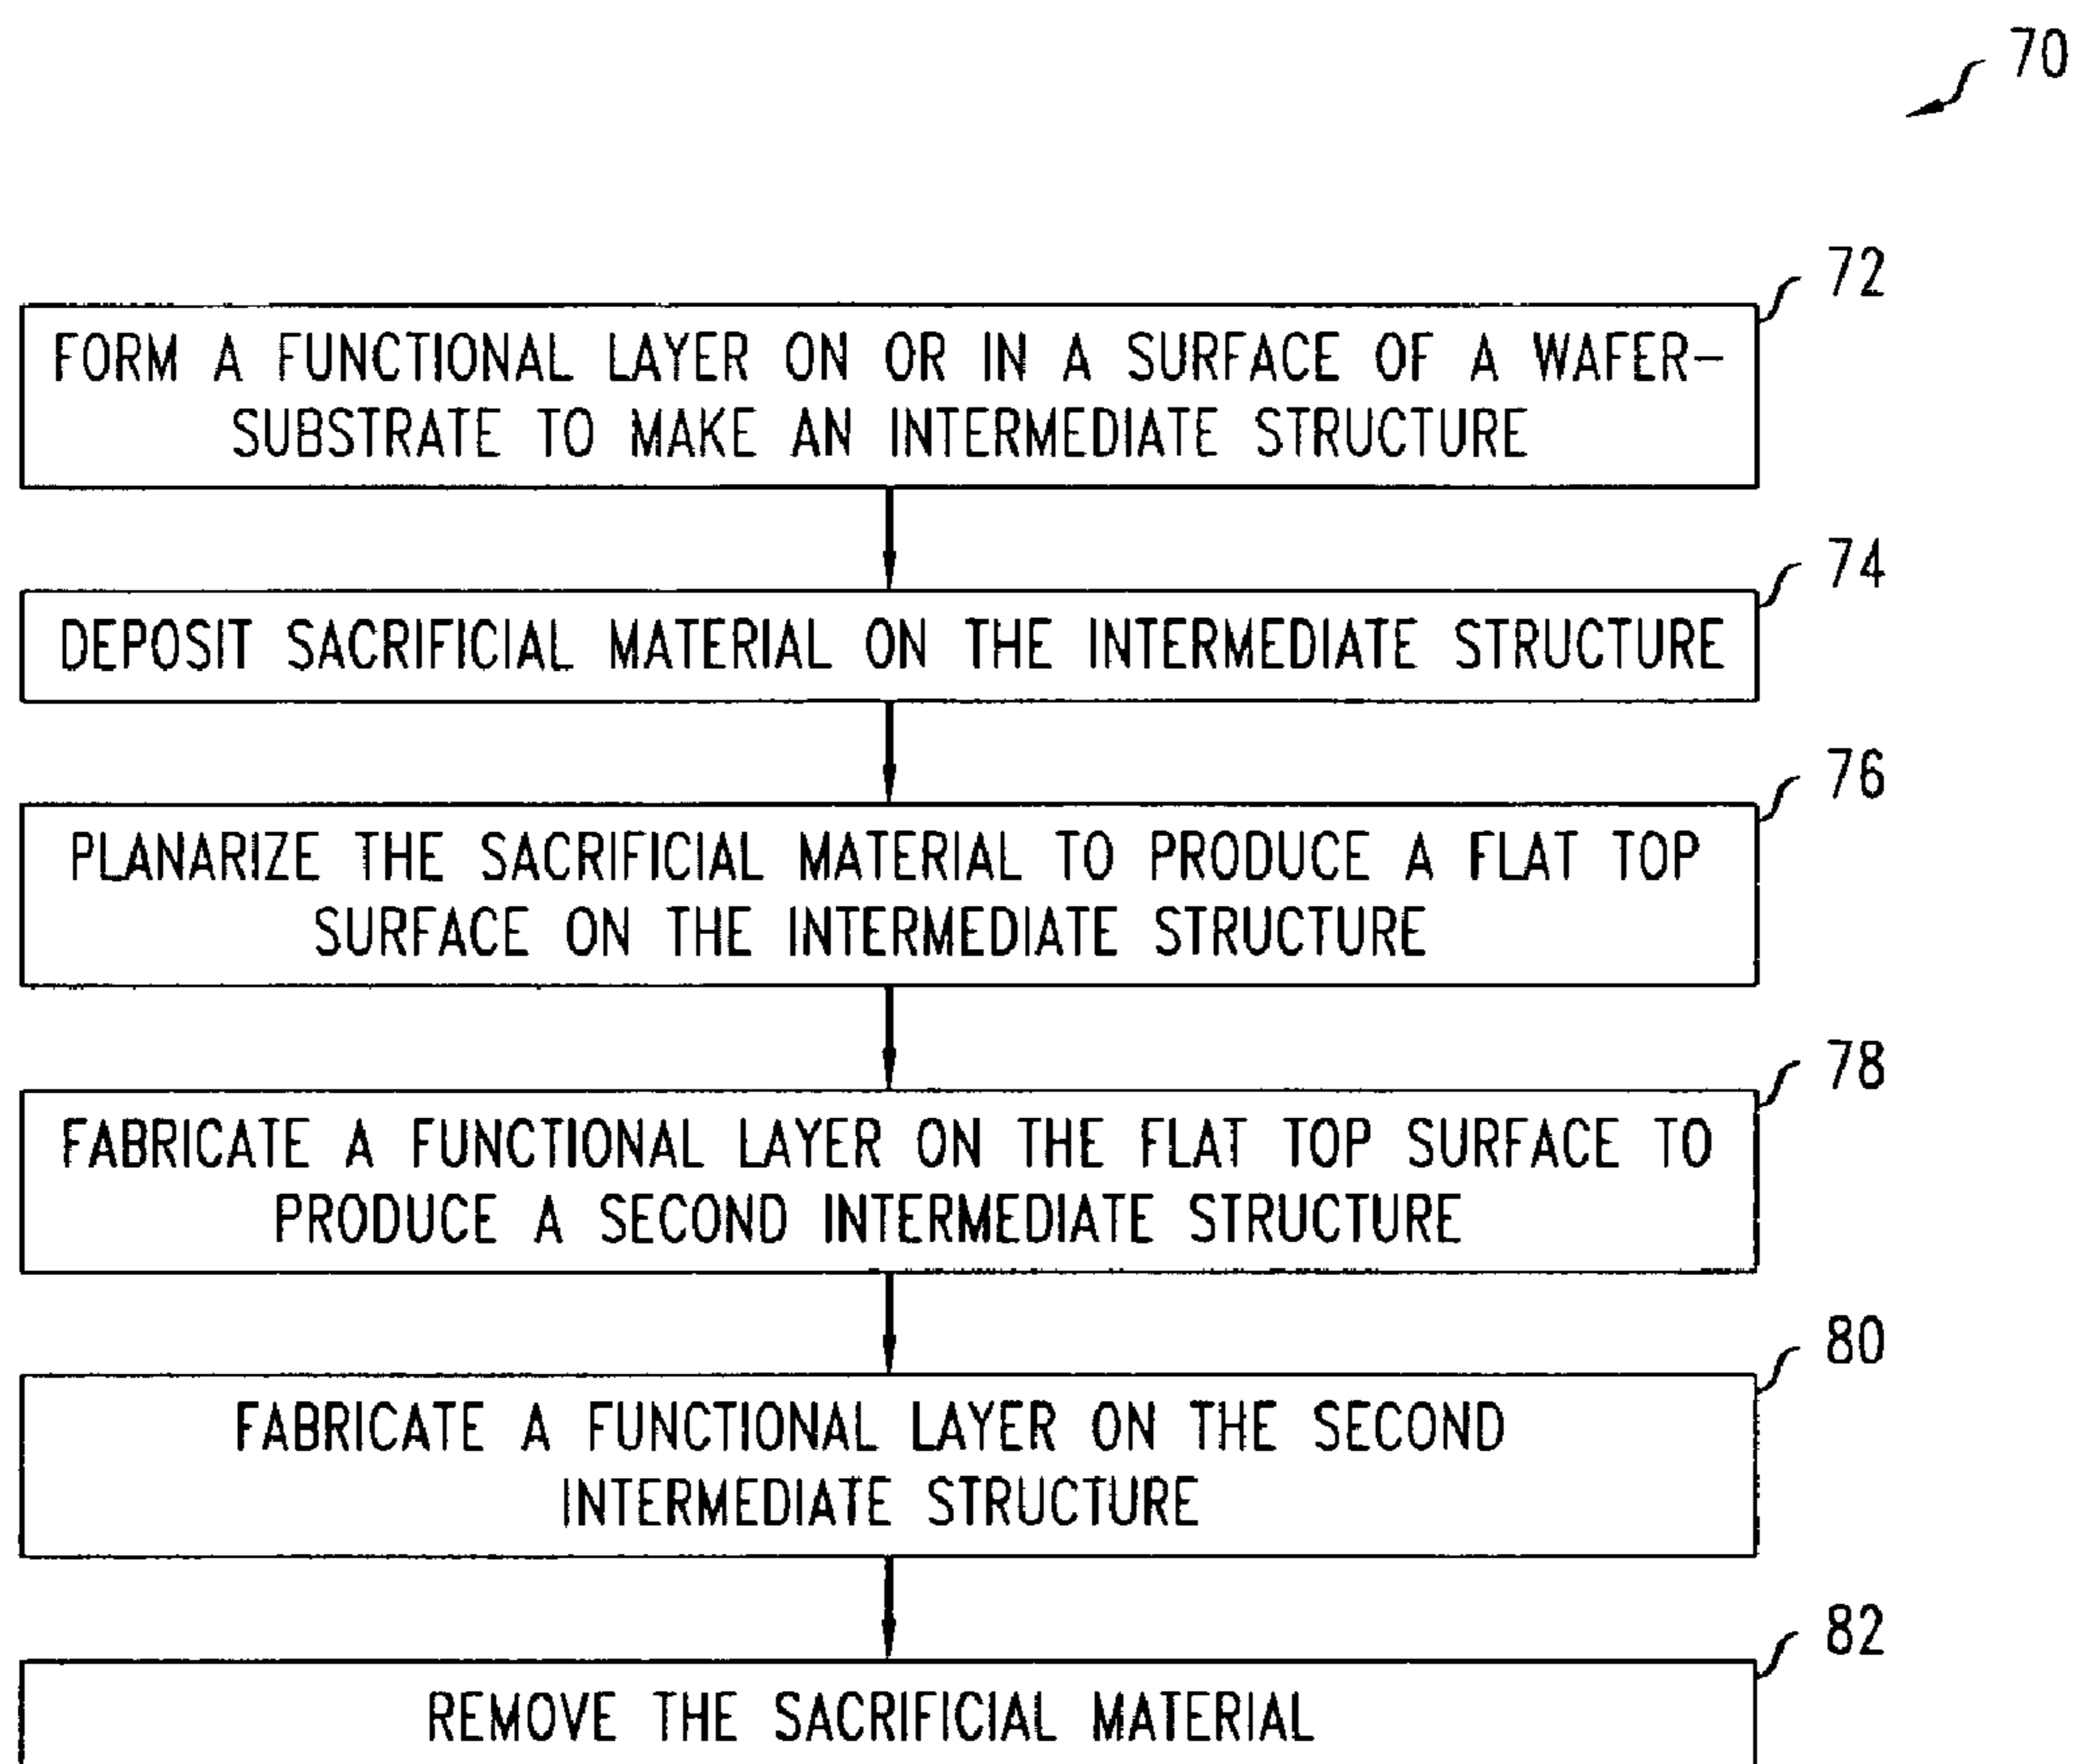 70
72
FORM A FUNCTIONAL LAYER ON OR IN A SURFACE OF A WAFER-
SUBSTRATE TO MAKE AN INTERMEDIATE STRUCTURE
74
DEPOSIT SACRIFICIAL MATERIAL ON THE INTERMEDIATE STRUCTURE
76
PLANARIZE THE SACRIFICIAL MATERIAL TO PRODUCE A FLAT TOP
SURFACE ON THE INTERMEDIATE STRUCTURE
78
FABRICATE A FUNCTIONAL LAYER ON THE FLAT TOP SURFACE TO
PRODUCE A SECOND INTERMEDIATE STRUCTURE
80
FABRICATE A FUNCTIONAL LAYER ON THE SECOND
INTERMEDIATE STRUCTURE
82
REMOVE THE SACRIFICIAL MATERIAL